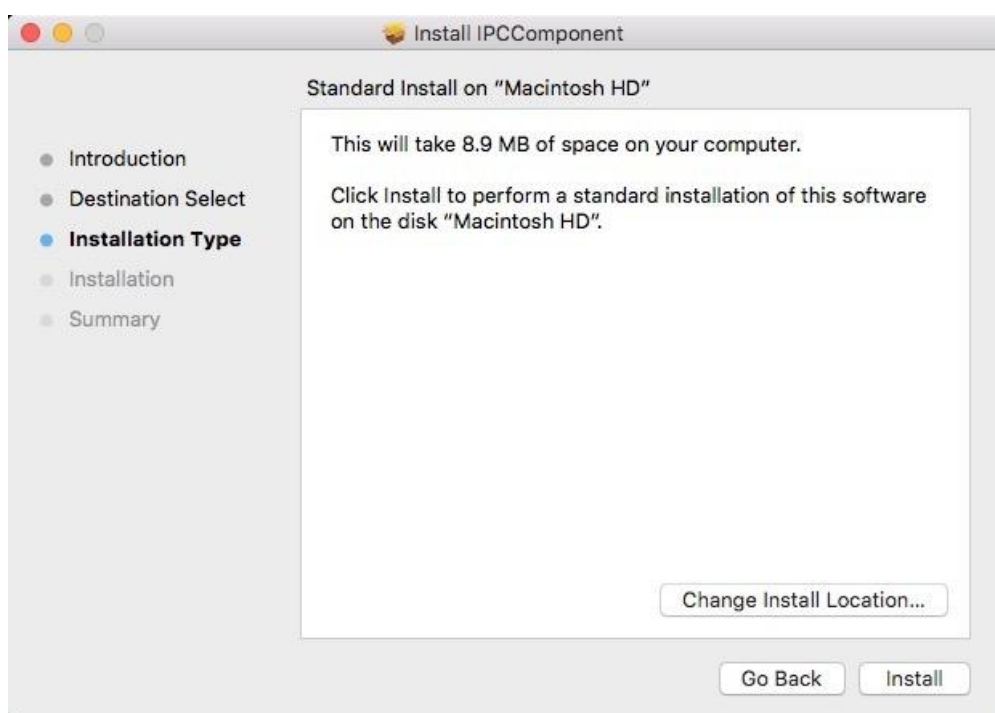 Install IPCComponent
Standard Install on “Macintosh HD”
Introduction
Destination Select
Installation Type
Installation
Summary
This will take 8.9 MB of space on your computer.
Click Install to perform a standard installation of this software
on the disk “Macintosh HD”.
Change Install Location...
Go Back
Install